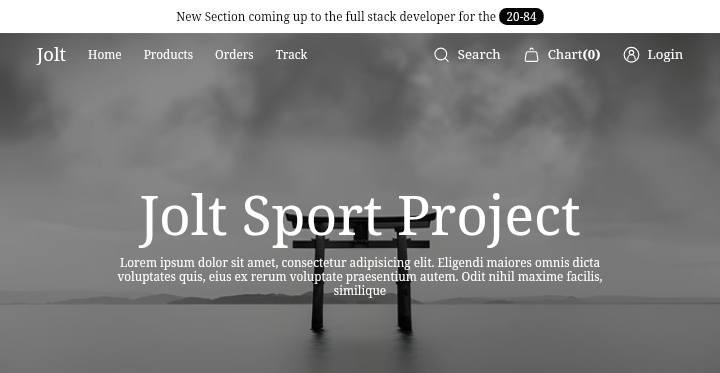 New Section coming up to the full stack developer for the 20-84
Jolt Home Products Orders Track Search Chart(0) Login
Jolt Sport Project
Lorem ipsum dolor sit amet, consectetur adipisicing elit. Eligendi maiores omnis dicta
voluptates quis, eius ex rerum voluptate praesentium autem. Odit nihil maxime facilis,
similique